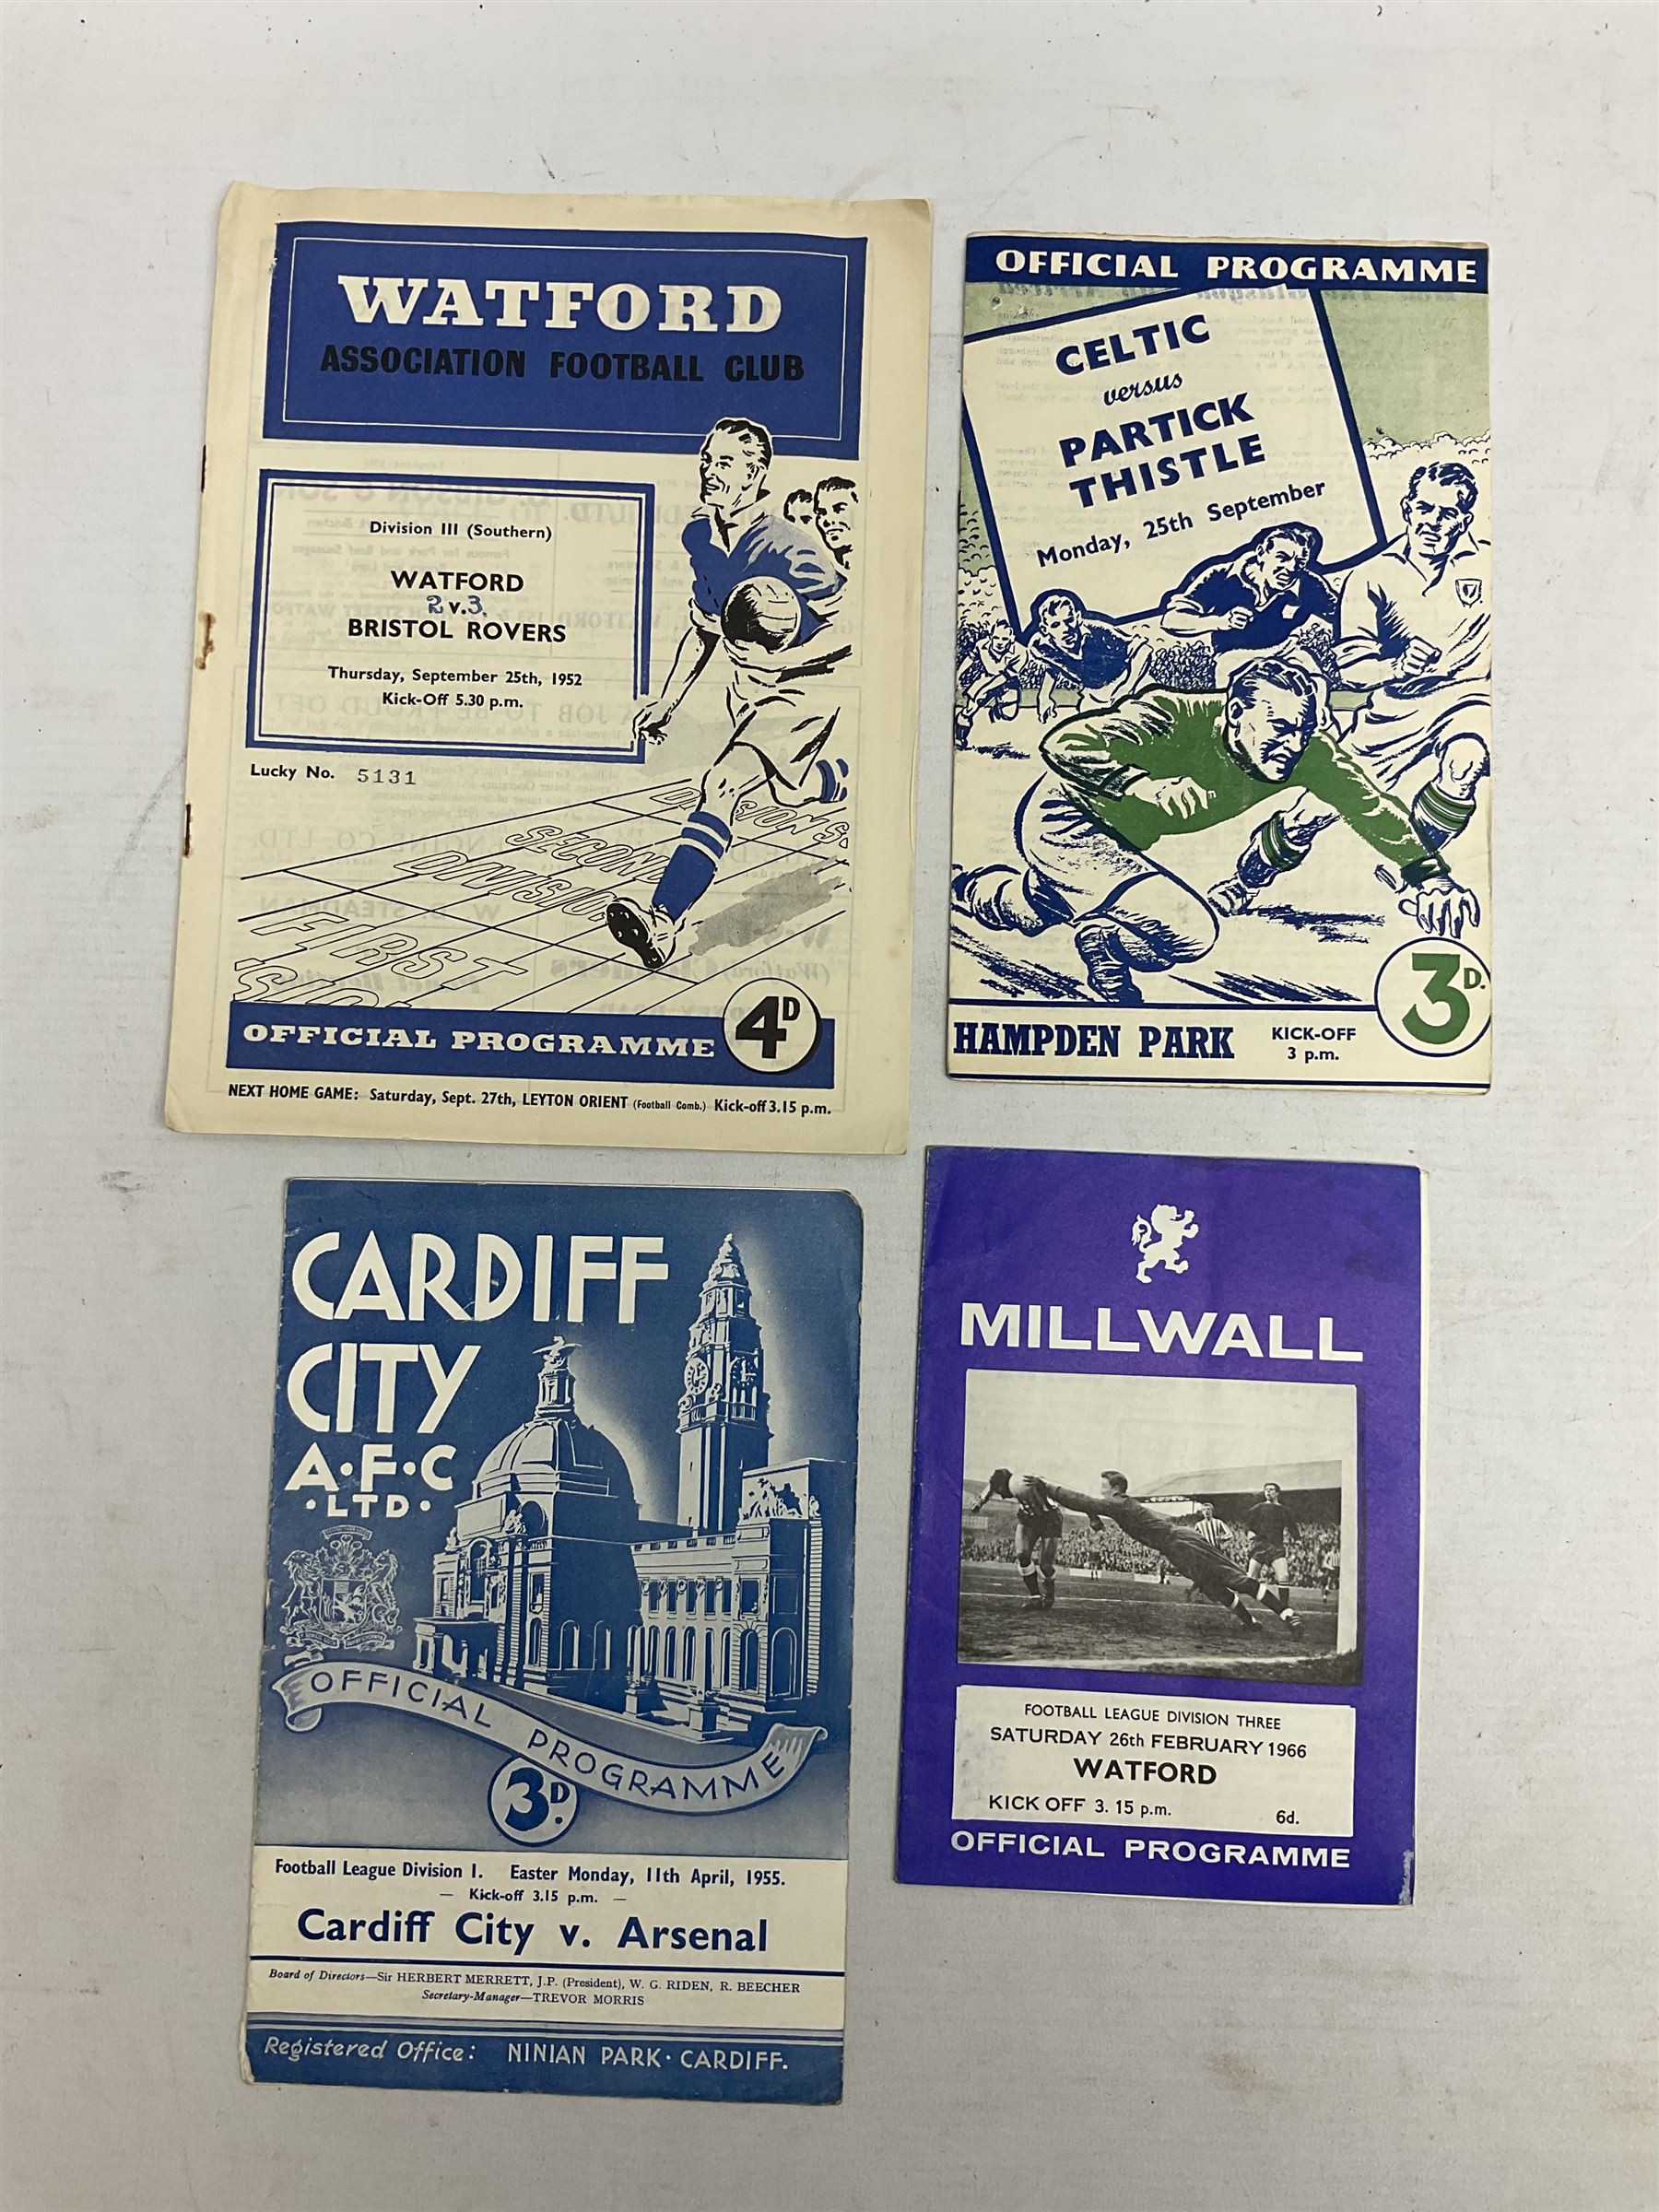 WATFORD
ASSOCIATION FOOTBALL CLUB
Division III (Southern)
WATFORD
2 v. 3.
BRISTOL ROVERS
Thursday, September 25th, 1952
Kick-Off 5.30 p.m.
Lucky No. 5131
SECOND
DIVISION
FIRST
OFFICIAL PROGRAMME
4D
NEXT HOME GAME: Saturday, Sept. 27th, LEYTON ORIENT (Football Comb.) Kick-off 3.15 p.m.
OFFICIAL PROGRAMME
CELTIC
versus
PARTICK
THISTLE
Monday, 25th September
3D.
HAMPDEN PARK
KICK-OFF
3 p.m.
CARDIFF
CITY
A·F·C
·LTD·
OFFICIAL PROGRAMME
3D.
Football League Division 1. Easter Monday, 11th April, 1955.
— Kick-off 3.15 p.m. —
Cardiff City v. Arsenal
Board of Directors—Sir HERBERT MERRETT, J.P. (President), W. G. RIDEN, R. BEECHER
Secretary-Manager—TREVOR MORRIS
Registered Office: NINIAN PARK · CARDIFF.
MILLWALL
FOOTBALL LEAGUE DIVISION THREE
SATURDAY 26th FEBRUARY 1966
WATFORD
KICK OFF 3. 15 p.m.
6d.
OFFICIAL PROGRAMME